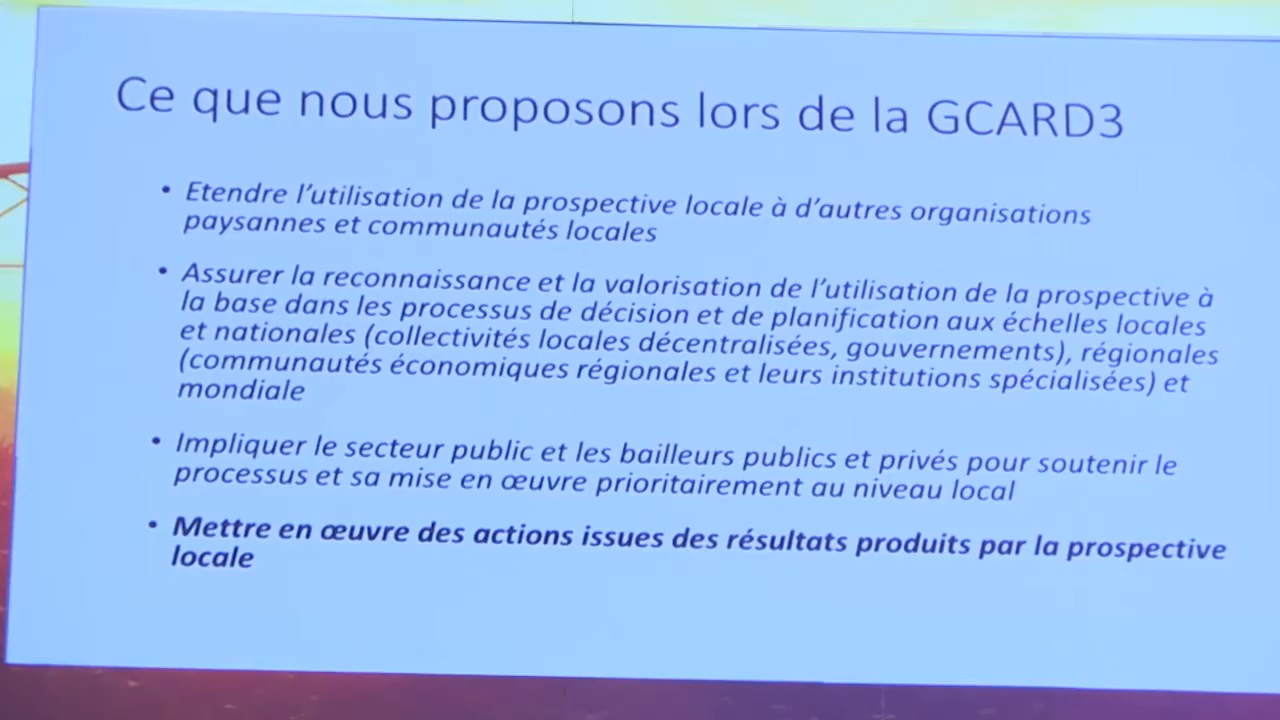 Ce que nous proposons lors de la GCARD3
• Etendre l'utilisation de la prospective locale à d'autres organisations
paysannes et communautés locales
• Assurer la reconnaissance et la valorisation de l'utilisation de la prospective à
la base dans les processus de décision et de planification aux échelles locales
et nationales (collectivités locales décentralisées, gouvernements), régionales
(communautés économiques régionales et leurs institutions spécialisées) et
mondiale
• Impliquer le secteur public et les bailleurs publics et privés pour soutenir le
processus et sa mise en œuvre prioritairement au niveau local
• Mettre en œuvre des actions issues des résultats produits par la prospective
locale